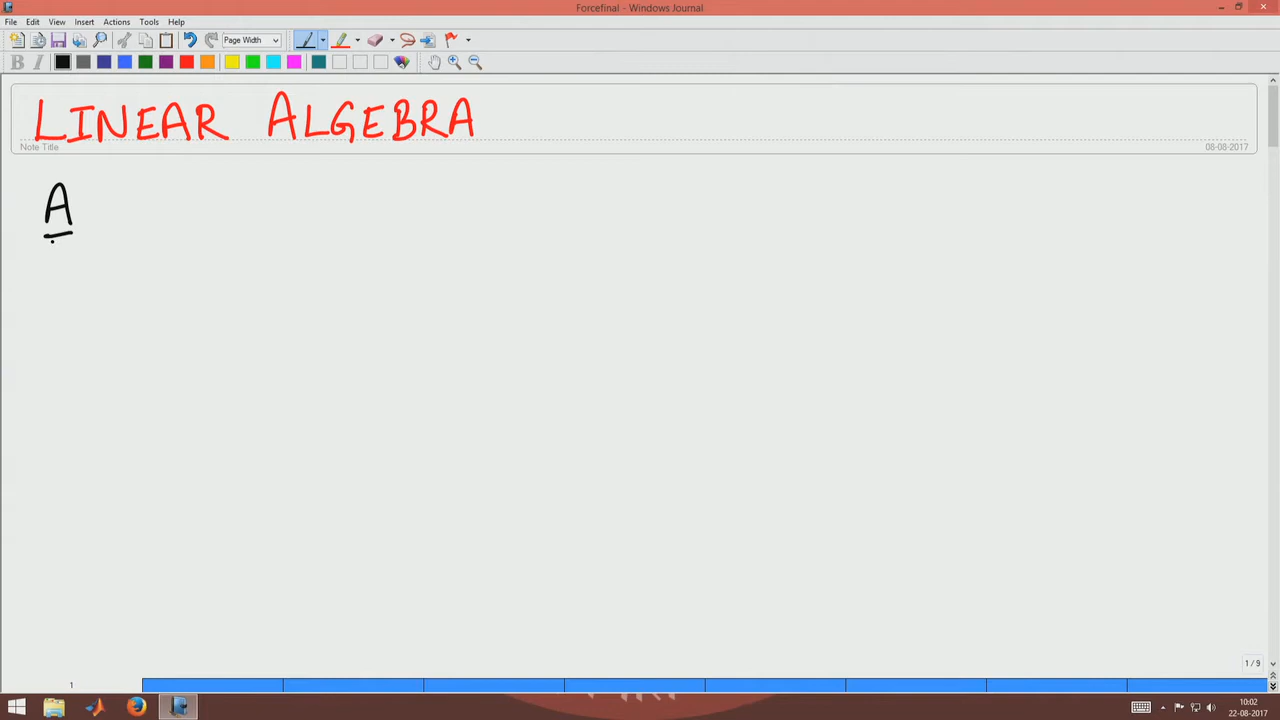 Forcefinal - Windows Journal
File Edit View Insert Actions Tools Help
Page Width
B I
LINEAR ALGEBRA
Note Title 08-08-2017
A
1 / 9
1
10:02
22-08-2017